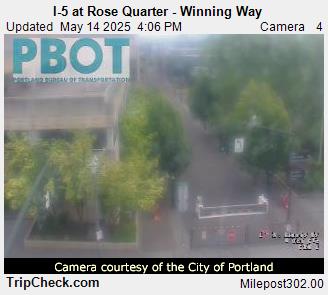 I-5 at Rose Quarter - Winning Way
Updated May 14 2025 4:06 PM Camera 4
PBOT
PORTLAND BUREAU OF TRANSPORTATION
Camera courtesy of the City of Portland
TripCheck.com Milepost302.00